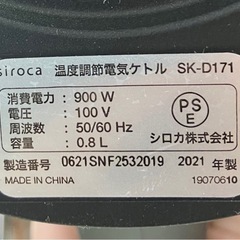 siroca 温度調節電気ケトル SK-D171
消費電力：900 W
電圧：100 V
周波数：50/60 Hz
容量：0.8 L
PS
E
シロカ株式会社
製造番号 0621SNF2532019 2021 年製
MADE IN CHINA 19070610